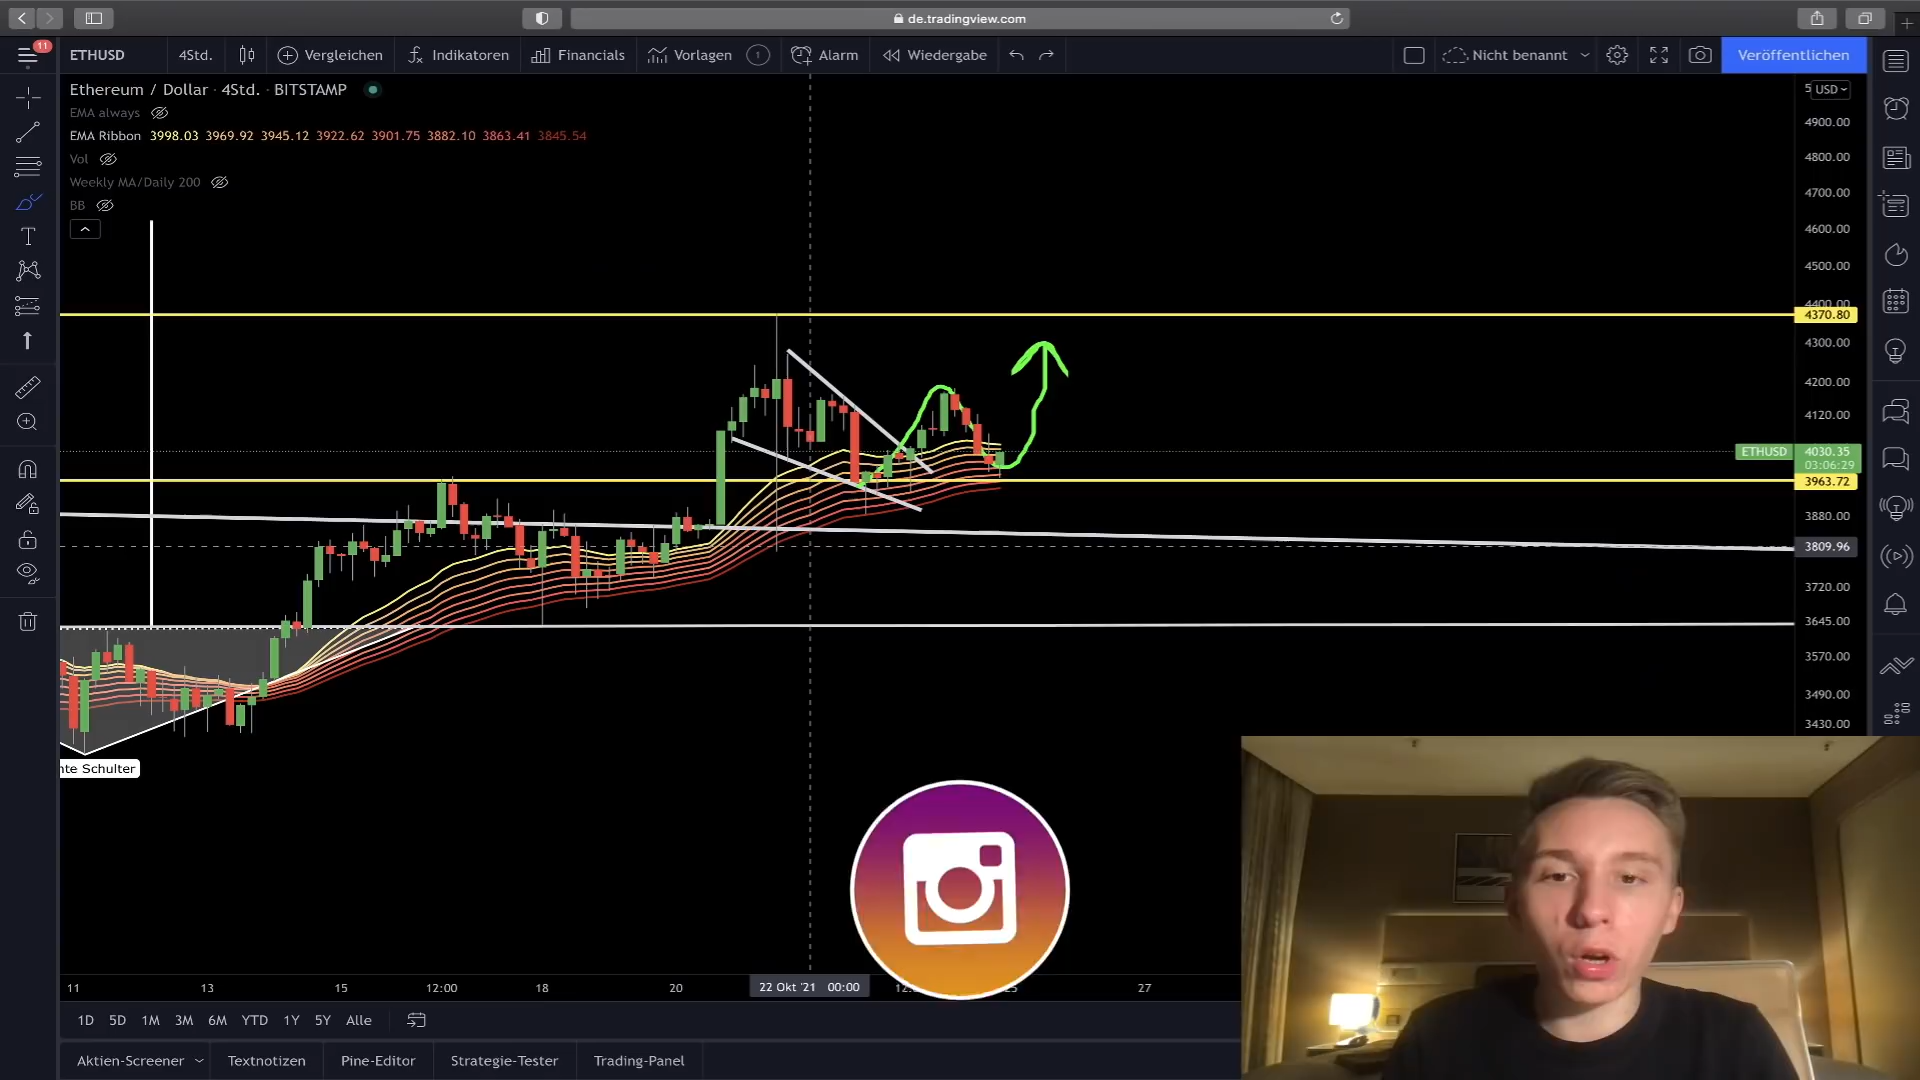 de.tradingview.com
11
ETHUSD
4Std.
Vergleichen
Indikatoren
Financials
Vorlagen
1
Alarm
Wiedergabe
Nicht benannt
Veröffentlichen
Ethereum / Dollar · 4Std. · BITSTAMP
EMA always
EMA Ribbon 3998.03 3969.92 3945.12 3922.62 3901.75 3882.10 3863.41 3845.54
Vol
Weekly MA/Daily 200
BB
USD
4900.00
4800.00
4700.00
4600.00
4500.00
4400.00
4370.80
4300.00
4200.00
4120.00
ETHUSD 4030.35
03:06:29
3963.72
3880.00
3809.96
3720.00
3645.00
3570.00
3490.00
3430.00
nte Schulter
11 13 15 12:00 18 20 22 Okt '21 00:00 27
1D 5D 1M 3M 6M YTD 1Y 5Y Alle
Aktien-Screener Textnotizen Pine-Editor Strategie-Tester Trading-Panel